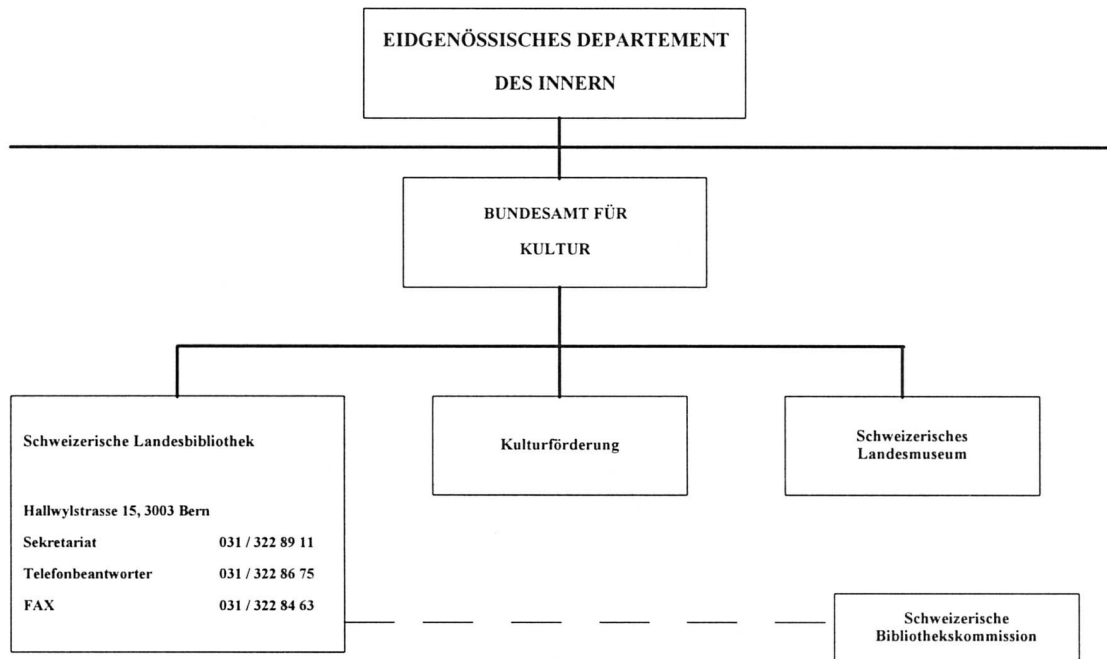 EIDGENÖSSISCHES DEPARTEMENT
DES INNERN
BUNDESAMT FÜR
KULTUR
Schweizerische Landesbibliothek
Hallwylstrasse 15, 3003 Bern
Sekretariat 031 / 322 89 11
Telefonbeantworter 031 / 322 86 75
FAX 031 / 322 84 63
Kulturförderung
Schweizerisches
Landesmuseum
Schweizerische
Bibliothekskommission